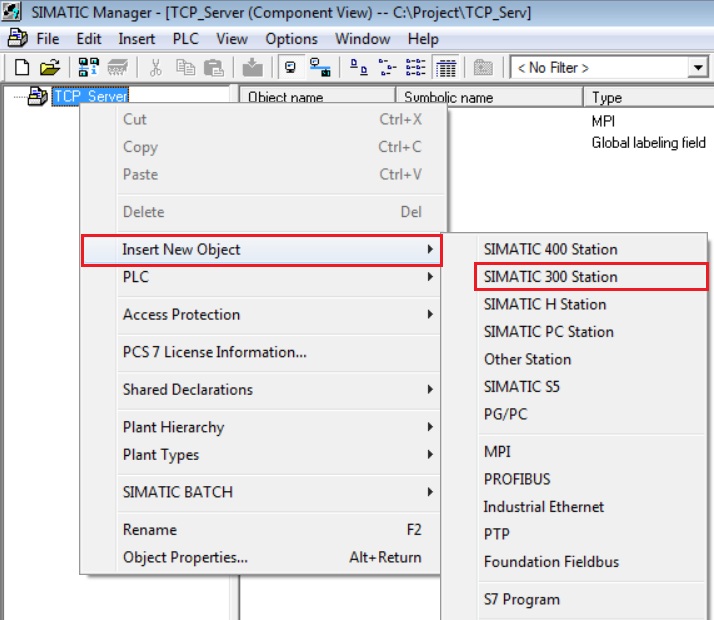 SIMATIC Manager - [TCP_Server (Component View) -- C:\Project\TCP_Serv]
File Edit Insert PLC View Options Window Help
< No Filter >
TCP_Server Object name Symbolic name Type
MPI
Global labeling field
Cut Ctrl+X
Copy Ctrl+C
Paste Ctrl+V
Delete Del
Insert New Object
PLC
Access Protection
PCS 7 License Information...
Shared Declarations
Plant Hierarchy
Plant Types
SIMATIC BATCH
Rename F2
Object Properties... Alt+Return
SIMATIC 400 Station
SIMATIC 300 Station
SIMATIC H Station
SIMATIC PC Station
Other Station
SIMATIC S5
PG/PC
MPI
PROFIBUS
Industrial Ethernet
PTP
Foundation Fieldbus
S7 Program